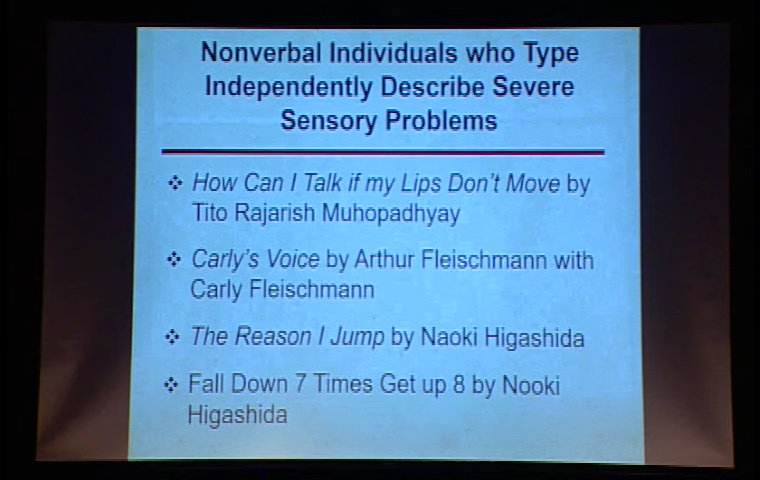 Nonverbal Individuals who Type
Independently Describe Severe
Sensory Problems
❖ How Can I Talk if my Lips Don't Move by
Tito Rajarish Muhopadhyay
❖ Carly's Voice by Arthur Fleischmann with
Carly Fleischmann
❖ The Reason I Jump by Naoki Higashida
❖ Fall Down 7 Times Get up 8 by Nooki
Higashida